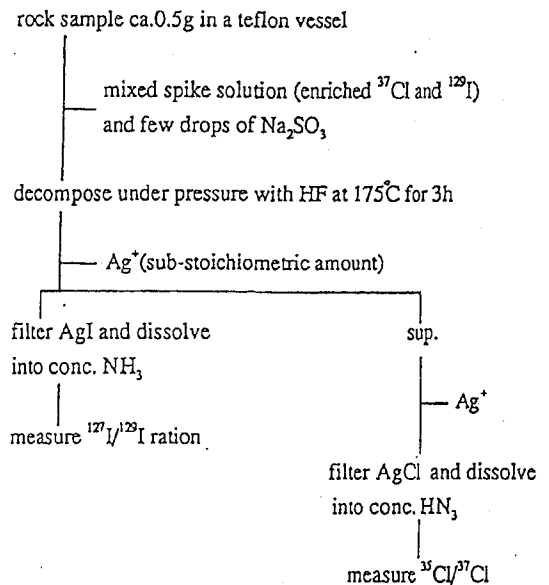 rock sample ca.0.5g in a teflon vessel
mixed spike solution (enriched ³⁷Cl and ¹²⁹I)
and few drops of Na₂SO₃
decompose under pressure with HF at 175°C for 3h
Ag⁺(sub-stoichiometric amount)
filter AgI and dissolve
into conc. NH₃
measure ¹²⁷I/¹²⁹I ration
sup.
Ag⁺
filter AgCl and dissolve
into conc. HN₃
measure ³⁵Cl/³⁷Cl